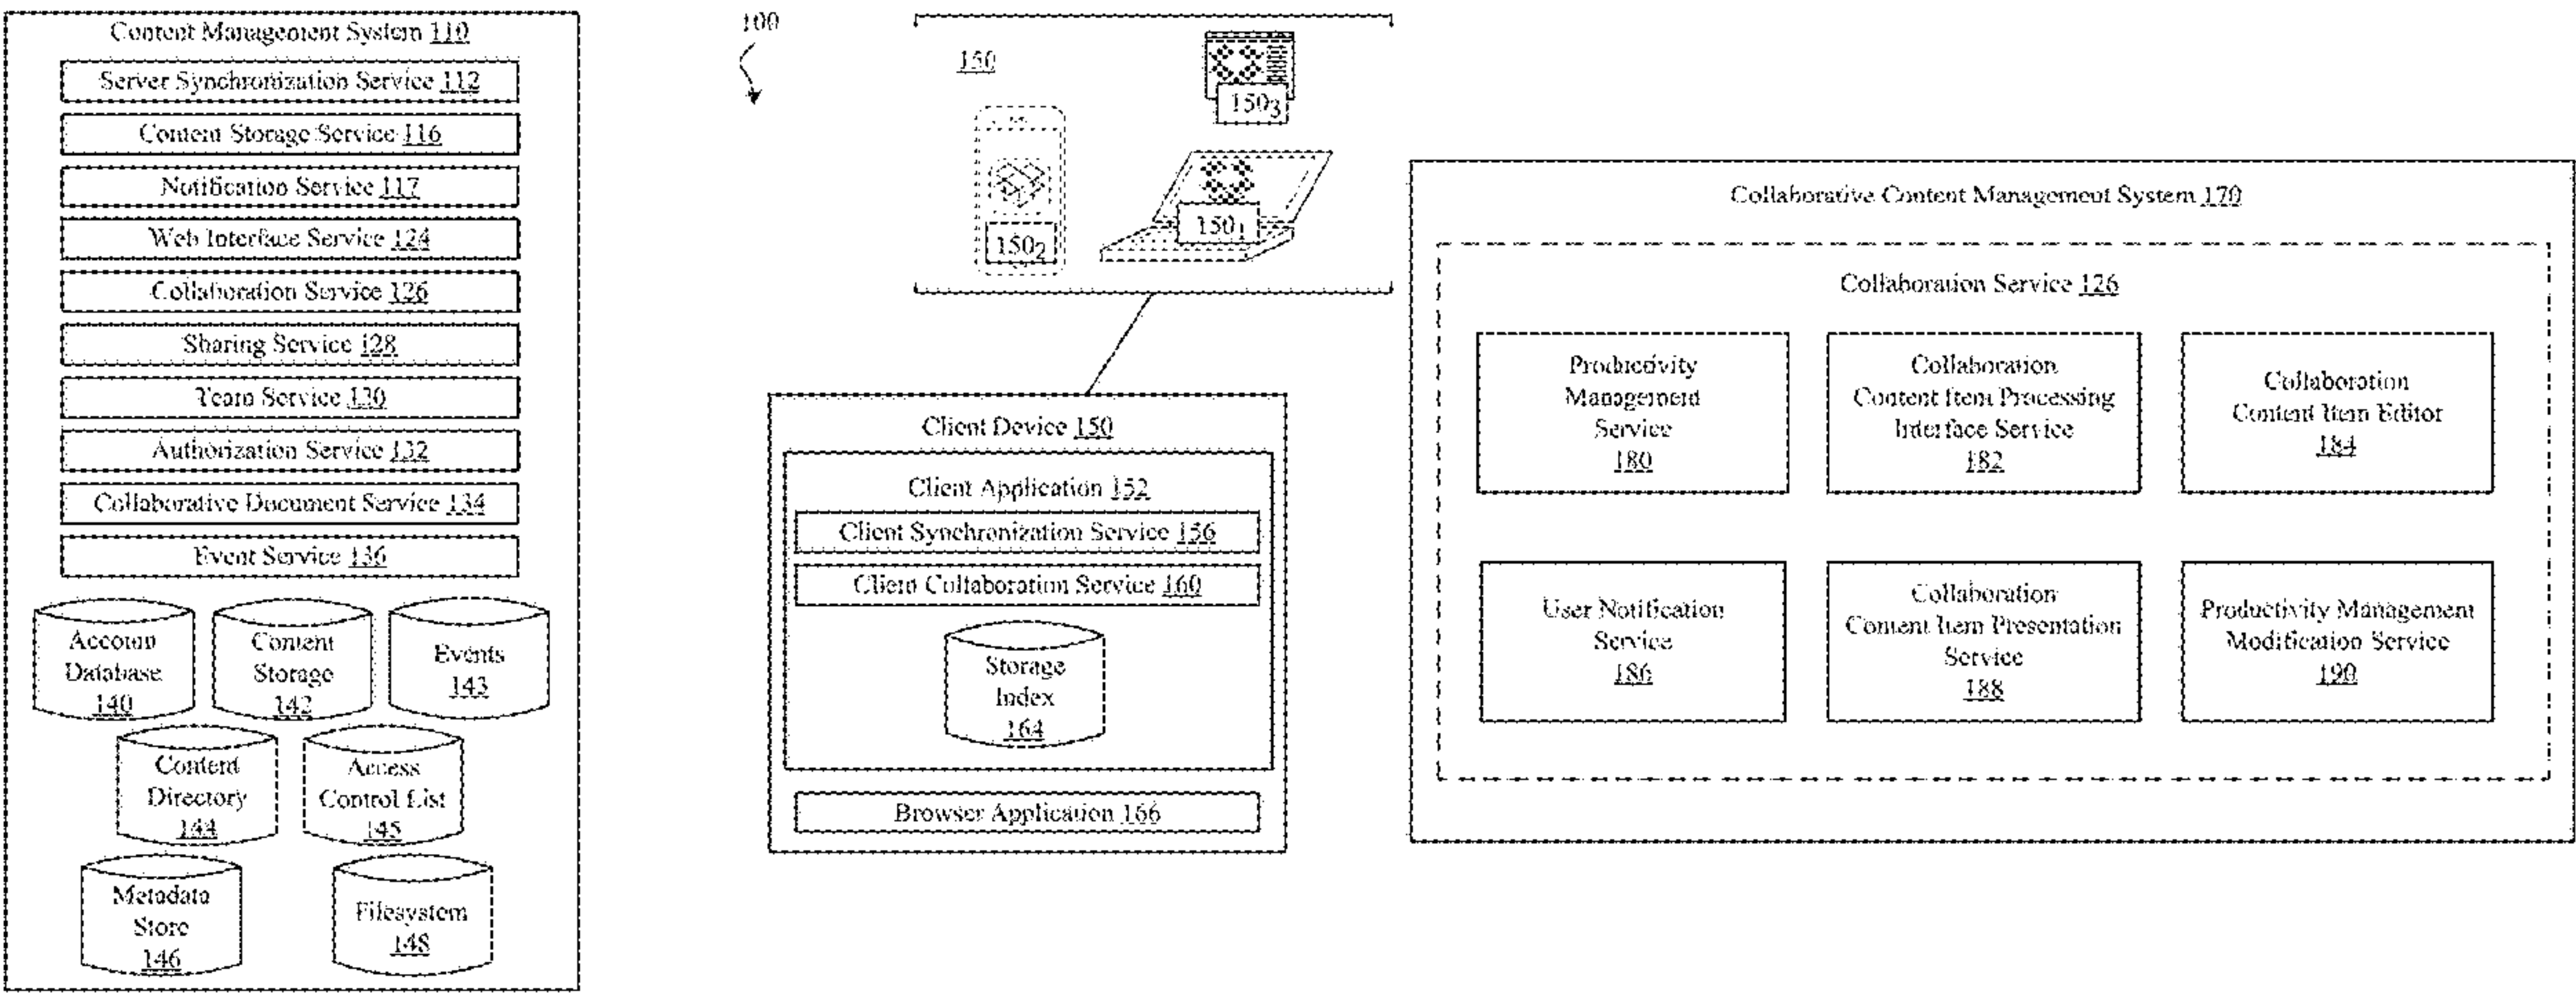 Content Management System 110
Server Synchronization Service 112
Content Storage Service 116
Notification Service 117
Web Interface Service 124
Collaboration Service 126
Sharing Service 128
Team Service 130
Authorization Service 132
Collaborative Document Service 134
Event Service 136
Account
Database
140
Content
Storage
142
Events
143
Content
Directory
144
Access
Control List
145
Metadata
Store
146
Filesystem
148
100
150
1503
1502
1501
Client Device 150
Client Application 152
Client Synchronization Service 156
Client Collaboration Service 160
Storage
Index
164
Browser Application 166
Collaborative Content Management System 170
Collaboration Service 126
Productivity
Management
Service
180
Collaboration
Content Item Processing
Interface Service
182
Collaboration
Content Item Editor
184
User Notification
Service
186
Collaboration
Content Item Presentation
Service
188
Productivity Management
Modification Service
190